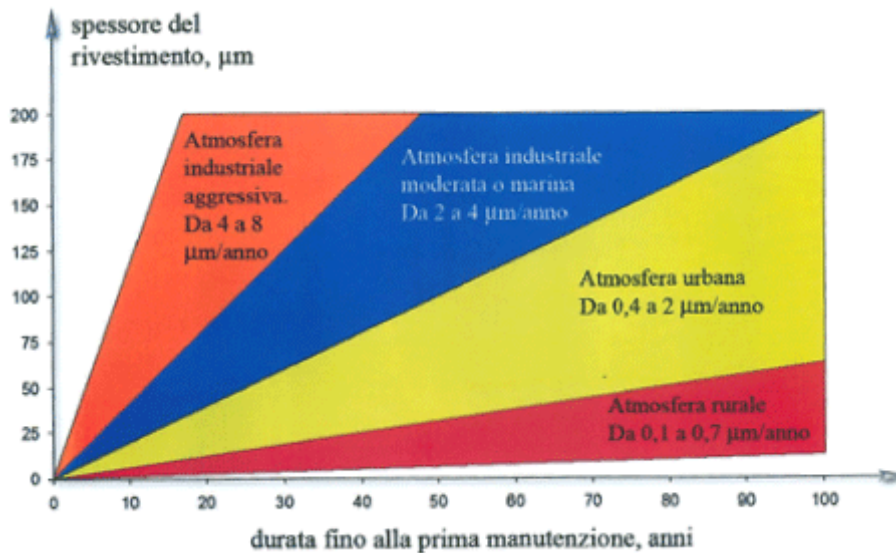 spessore del
rivestimento, µm
200
175
150
125
100
75
50
25
0
Atmosfera
industriale
aggressiva.
Da 4 a 8
µm/anno
Atmosfera industriale
moderata o marina
Da 2 a 4 µm/anno
Atmosfera urbana
Da 0,4 a 2 µm/anno
Atmosfera rurale
Da 0,1 a 0,7 µm/anno
0 10 20 30 40 50 60 70 80 90 100
durata fino alla prima manutenzione, anni